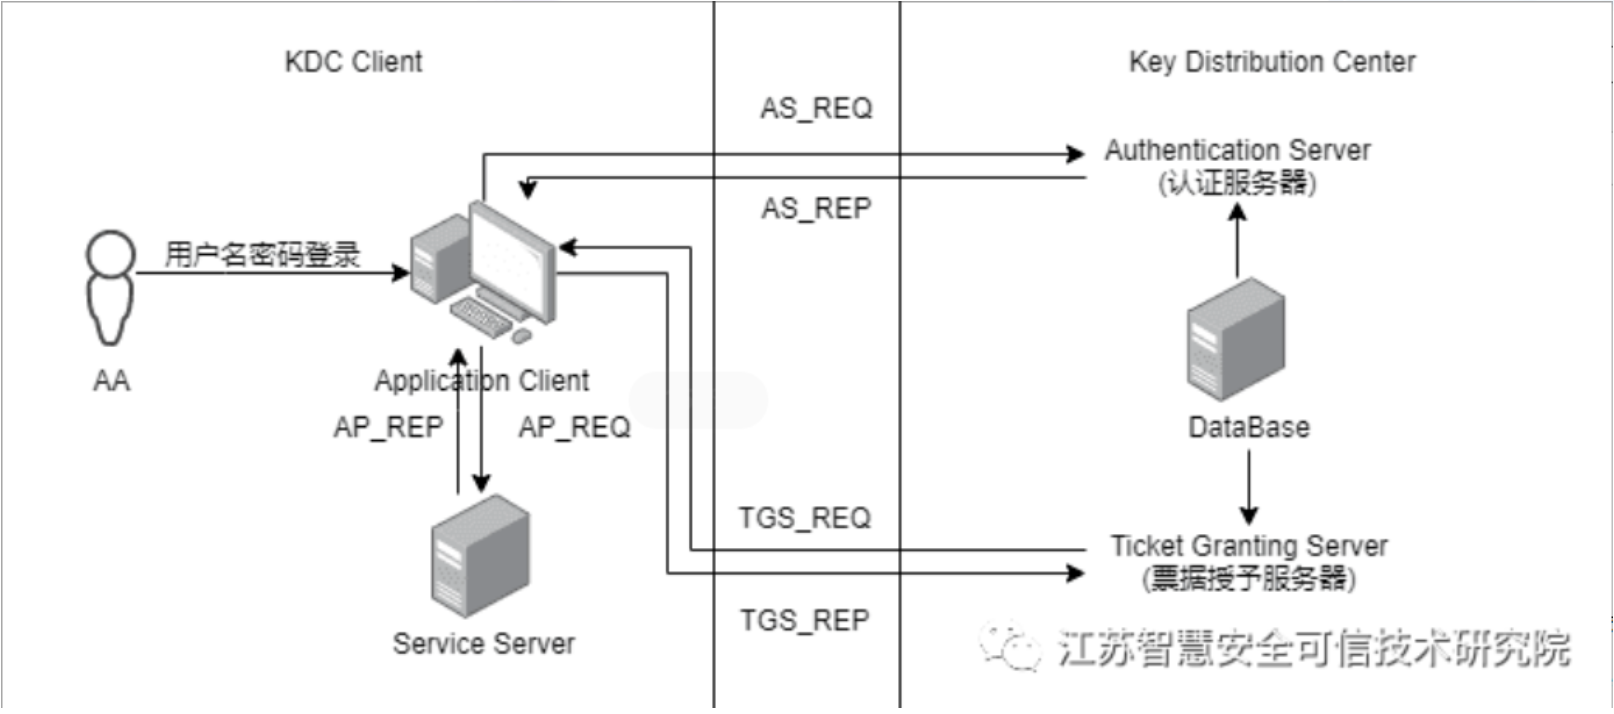 KDC Client
Key Distribution Center
AS_REQ
Authentication Server
(认证服务器)
AS_REP
用户名密码登录
AA
Application Client
AP_REP
AP_REQ
DataBase
TGS_REQ
Ticket Granting Server
(票据授予服务器)
TGS_REP
Service Server
江苏智慧安全可信技术研究院